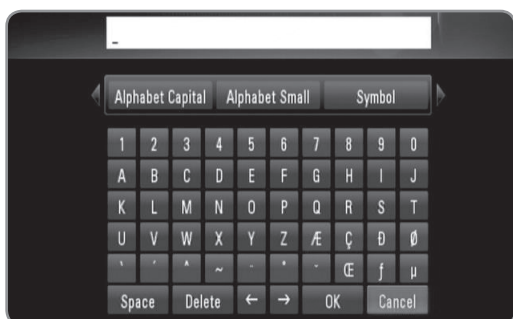 _
Alphabet Capital Alphabet Small Symbol
1 2 3 4 5 6 7 8 9 0
A B C D E F G H I J
K L M N O P Q R S T
U V W X Y Z Æ Ç Ð Ø
` ´ ^ ~ ¨ ° Œ ƒ µ
Space Delete ← → OK Cancel